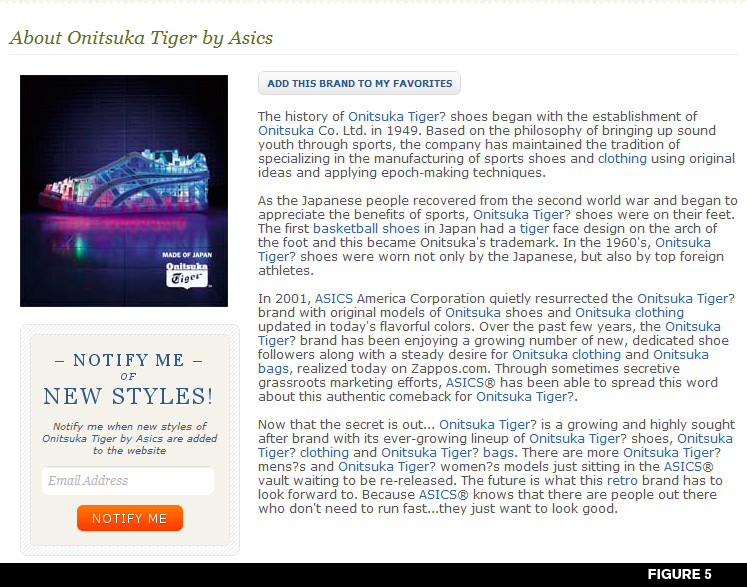 About Onitsuka Tiger by Asics
MADE OF JAPAN
Onitsuka
Tiger
– NOTIFY ME –
OF
NEW STYLES!
Notify me when new styles of
Onitsuka Tiger by Asics are added
to the website
Email Address
NOTIFY ME
ADD THIS BRAND TO MY FAVORITES
The history of Onitsuka Tiger? shoes began with the establishment of
Onitsuka Co. Ltd. in 1949. Based on the philosophy of bringing up sound
youth through sports, the company has maintained the tradition of
specializing in the manufacturing of sports shoes and clothing using original
ideas and applying epoch-making techniques.
As the Japanese people recovered from the second world war and began to
appreciate the benefits of sports, Onitsuka Tiger? shoes were on their feet.
The first basketball shoes in Japan had a tiger face design on the arch of
the foot and this became Onitsuka's trademark. In the 1960's, Onitsuka
Tiger? shoes were worn not only by the Japanese, but also by top foreign
athletes.
In 2001, ASICS America Corporation quietly resurrected the Onitsuka Tiger?
brand with original models of Onitsuka shoes and Onitsuka clothing
updated in today's flavorful colors. Over the past few years, the Onitsuka
Tiger? brand has been enjoying a growing number of new, dedicated shoe
followers along with a steady desire for Onitsuka clothing and Onitsuka
bags, realized today on Zappos.com. Through sometimes secretive
grassroots marketing efforts, ASICS® has been able to spread this word
about this authentic comeback for Onitsuka Tiger?.
Now that the secret is out... Onitsuka Tiger? is a growing and highly sought
after brand with its ever-growing lineup of Onitsuka Tiger? shoes, Onitsuka
Tiger? clothing and Onitsuka Tiger? bags. There are more Onitsuka Tiger?
mens?s and Onitsuka Tiger? women?s models just sitting in the ASICS®
vault waiting to be re-released. The future is what this retro brand has to
look forward to. Because ASICS® knows that there are people out there
who don't need to run fast...they just want to look good.
FIGURE 5